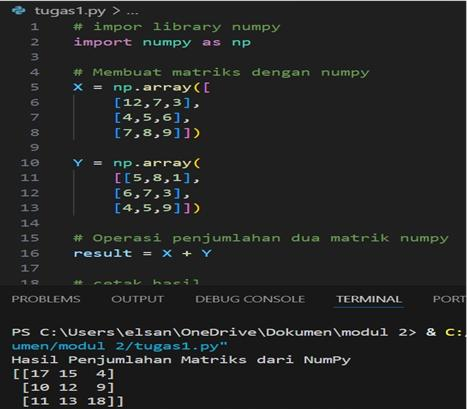 tugas1.py > ...
1 # impor library numpy
2 import numpy as np
3
4 # Membuat matriks dengan numpy
5 X = np.array([
6 [12,7,3],
7 [4,5,6],
8 [7,8,9]])
9
10 Y = np.array(
11 [[5,8,1],
12 [6,7,3],
13 [4,5,9]])
14
15 # Operasi penjumlahan dua matrik numpy
16 result = X + Y
17
18 # cetak hasil
PROBLEMS OUTPUT DEBUG CONSOLE TERMINAL PORT
PS C:\Users\elsan\OneDrive\Dokumen\modul 2> & C:/
umen/modul 2/tugas1.py"
Hasil Penjumlahan Matriks dari NumPy
[[17 15 4]
[10 12 9]
[11 13 18]]